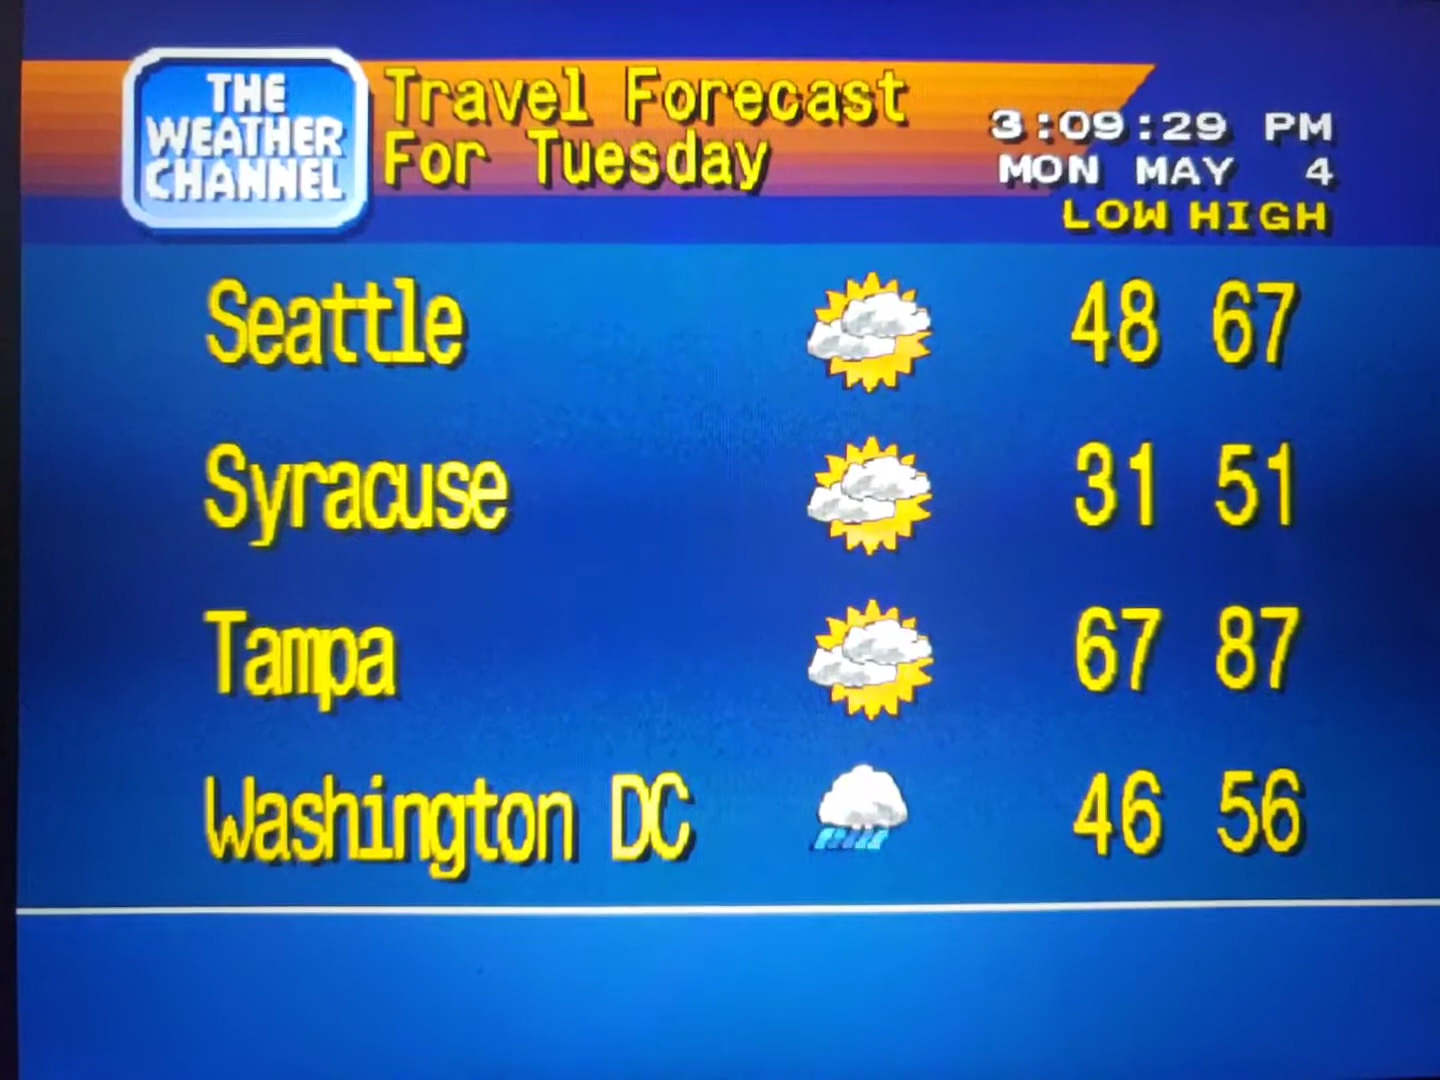 THE
WEATHER
CHANNEL
Travel Forecast
For Tuesday
3:09:29 PM
MON MAY 4
LOW HIGH
Seattle 48 67
Syracuse 31 51
Tampa 67 87
Washington DC 46 56